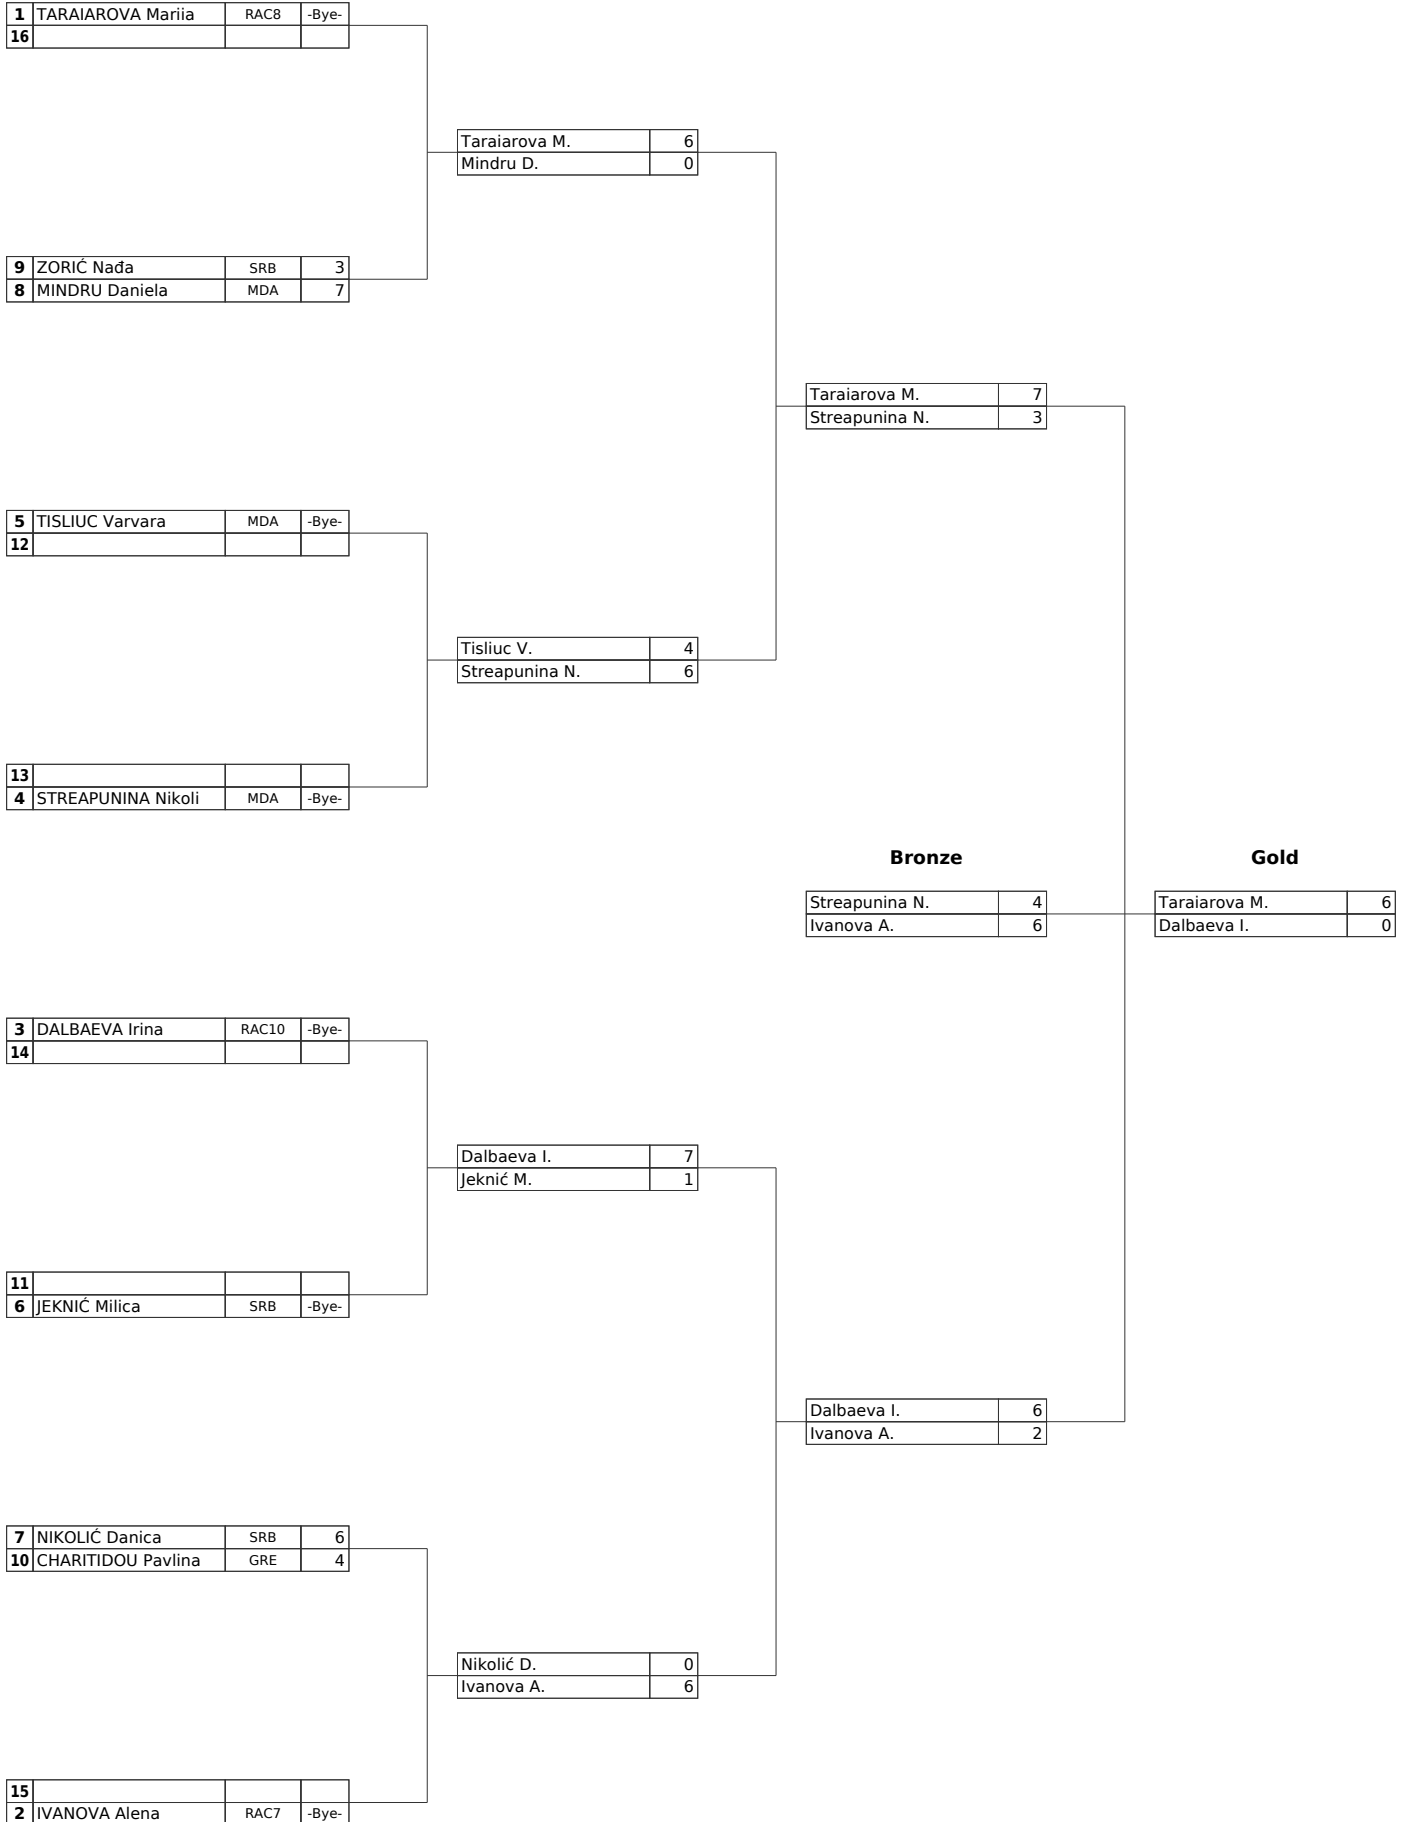 1 TARAIAROVA Mariia RAC8 -Bye-
16
Taraiarova M. 6
Mindru D. 0
9 ZORIĆ Nađa SRB 3
8 MINDRU Daniela MDA 7
Taraiarova M. 7
Streapunina N. 3
5 TISLIUC Varvara MDA -Bye-
12
Tisliuc V. 4
Streapunina N. 6
13
4 STREAPUNINA Nikoli MDA -Bye-
Bronze Gold
Streapunina N. 4 Taraiarova M. 6
Ivanova A. 6 Dalbaeva I. 0
3 DALBAEVA Irina RAC10 -Bye-
14
Dalbaeva I. 7
Jeknić M. 1
11
6 JEKNIĆ Milica SRB -Bye-
Dalbaeva I. 6
Ivanova A. 2
7 NIKOLIĆ Danica SRB 6
10 CHARITIDOU Pavlina GRE 4
Nikolić D. 0
Ivanova A. 6
15
2 IVANOVA Alena RAC7 -Bye-